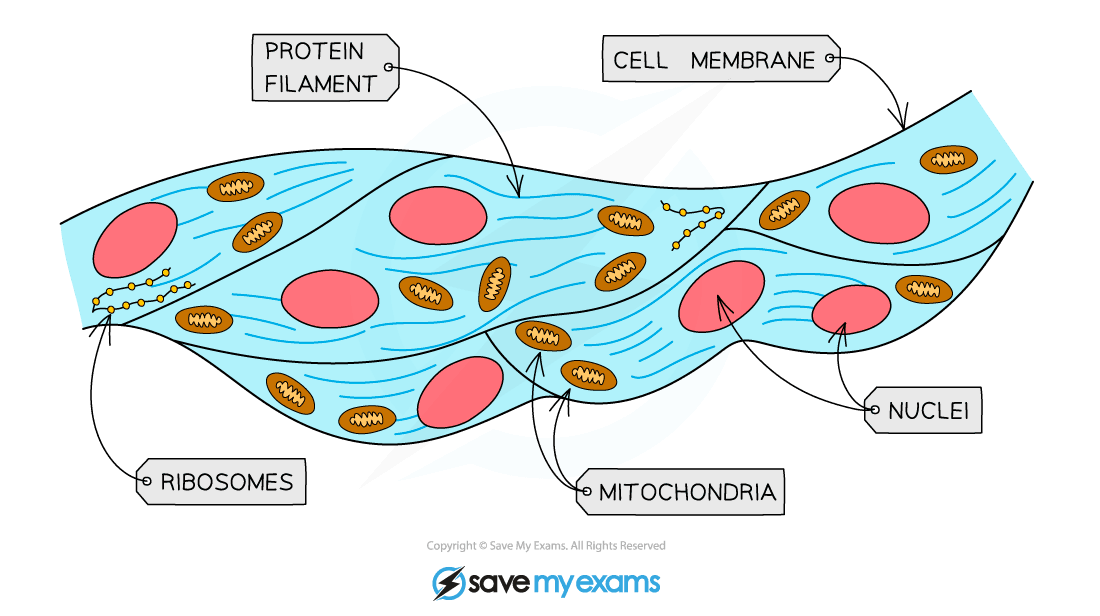 PROTEIN
FILAMENT
CELL MEMBRANE
NUCLEI
RIBOSOMES
MITOCHONDRIA
Copyright © Save My Exams. All Rights Reserved
save my exams